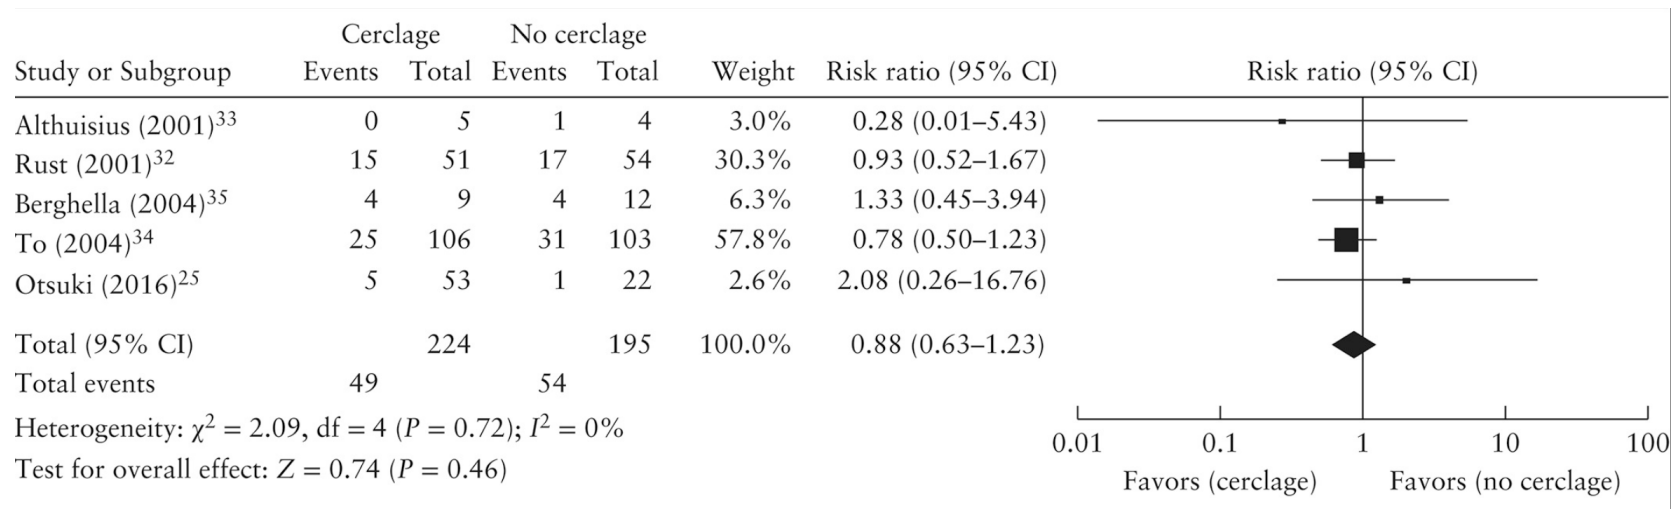 Cerclage No cerclage
Study or Subgroup Events Total Events Total Weight Risk ratio (95% CI) Risk ratio (95% CI)
Althuisius (2001)³³ 0 5 1 4 3.0% 0.28 (0.01–5.43)
Rust (2001)³² 15 51 17 54 30.3% 0.93 (0.52–1.67)
Berghella (2004)³⁵ 4 9 4 12 6.3% 1.33 (0.45–3.94)
To (2004)³⁴ 25 106 31 103 57.8% 0.78 (0.50–1.23)
Otsuki (2016)²⁵ 5 53 1 22 2.6% 2.08 (0.26–16.76)
Total (95% CI) 224 195 100.0% 0.88 (0.63–1.23)
Total events 49 54
Heterogeneity: χ² = 2.09, df = 4 (P = 0.72); I² = 0%
Test for overall effect: Z = 0.74 (P = 0.46)
0.01 0.1 1 10 100
Favors (cerclage) Favors (no cerclage)